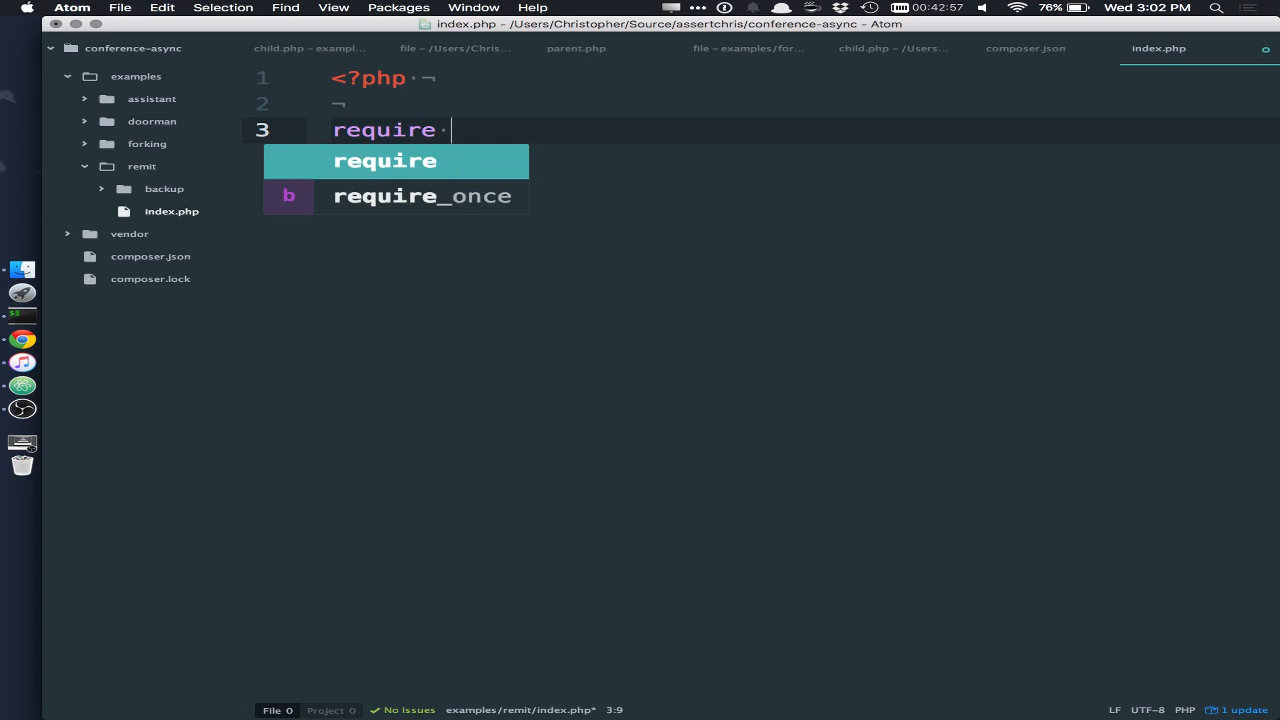 Atom File Edit View Selection Find View Packages Window Help 00:42:57 76% Wed 3:02 PM
index.php – /Users/Christopher/Source/assertchris/conference-async – Atom
conference-async
child.php – exampl...
file – /Users/Chris...
parent.php
file – examples/for...
child.php – /Users...
composer.json
index.php
examples
assistant
doorman
forking
remit
backup
index.php
vendor
composer.json
composer.lock
1 <?php
2
3 require
require
b require_once
$B
File 0 Project 0 No Issues examples/remit/index.php* 3:9
LF UTF-8 PHP 1 update